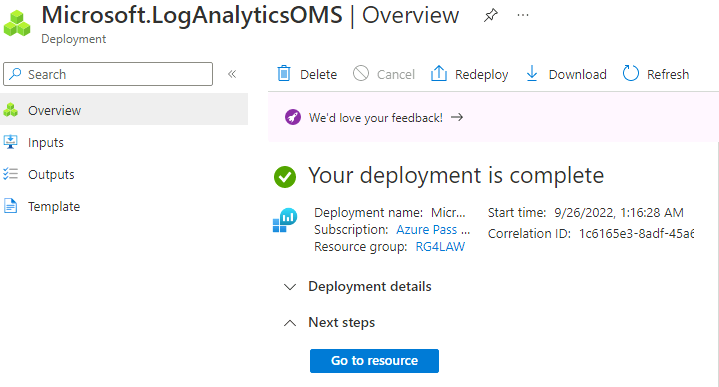 Microsoft.LogAnalyticsOMS | Overview
Deployment
Search
Overview
Inputs
Outputs
Template
Delete Cancel Redeploy Download Refresh
We'd love your feedback!
Your deployment is complete
Deployment name: Micr... Start time: 9/26/2022, 1:16:28 AM
Subscription: Azure Pass ... Correlation ID: 1c6165e3-8adf-45a6
Resource group: RG4LAW
Deployment details
Next steps
Go to resource